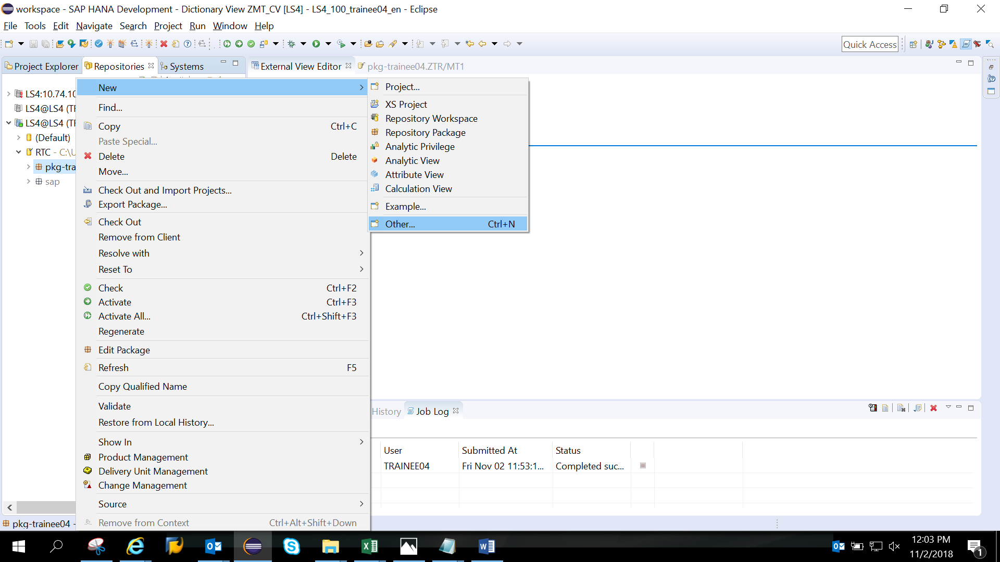 workspace - SAP HANA Development - Dictionary View ZMT_CV [LS4] - LS4_100_trainee04_en - Eclipse
File Tools Edit Navigate Search Project Run Window Help
Quick Access
Project Explorer Repositories Systems External View Editor pkg-trainee04.ZTR/MT1
LS4:10.74.10
LS4@LS4 (TF
LS4@LS4 (TF
(Default)
RTC - C:\U
pkg-tra
sap
New
Find...
Copy Ctrl+C
Paste Special...
Delete Delete
Move...
Check Out and Import Projects...
Export Package...
Check Out
Remove from Client
Resolve with
Reset To
Check Ctrl+F2
Activate Ctrl+F3
Activate All... Ctrl+Shift+F3
Regenerate
Edit Package
Refresh F5
Copy Qualified Name
Validate
Restore from Local History...
Show In
Product Management
Delivery Unit Management
Change Management
Source
Remove from Context Ctrl+Alt+Shift+Down
Project...
XS Project
Repository Workspace
Repository Package
Analytic Privilege
Analytic View
Attribute View
Calculation View
Example...
Other... Ctrl+N
History Job Log
User Submitted At Status
TRAINEE04 Fri Nov 02 11:53:1... Completed suc...
pkg-trainee04 -
12:03 PM
11/2/2018
1